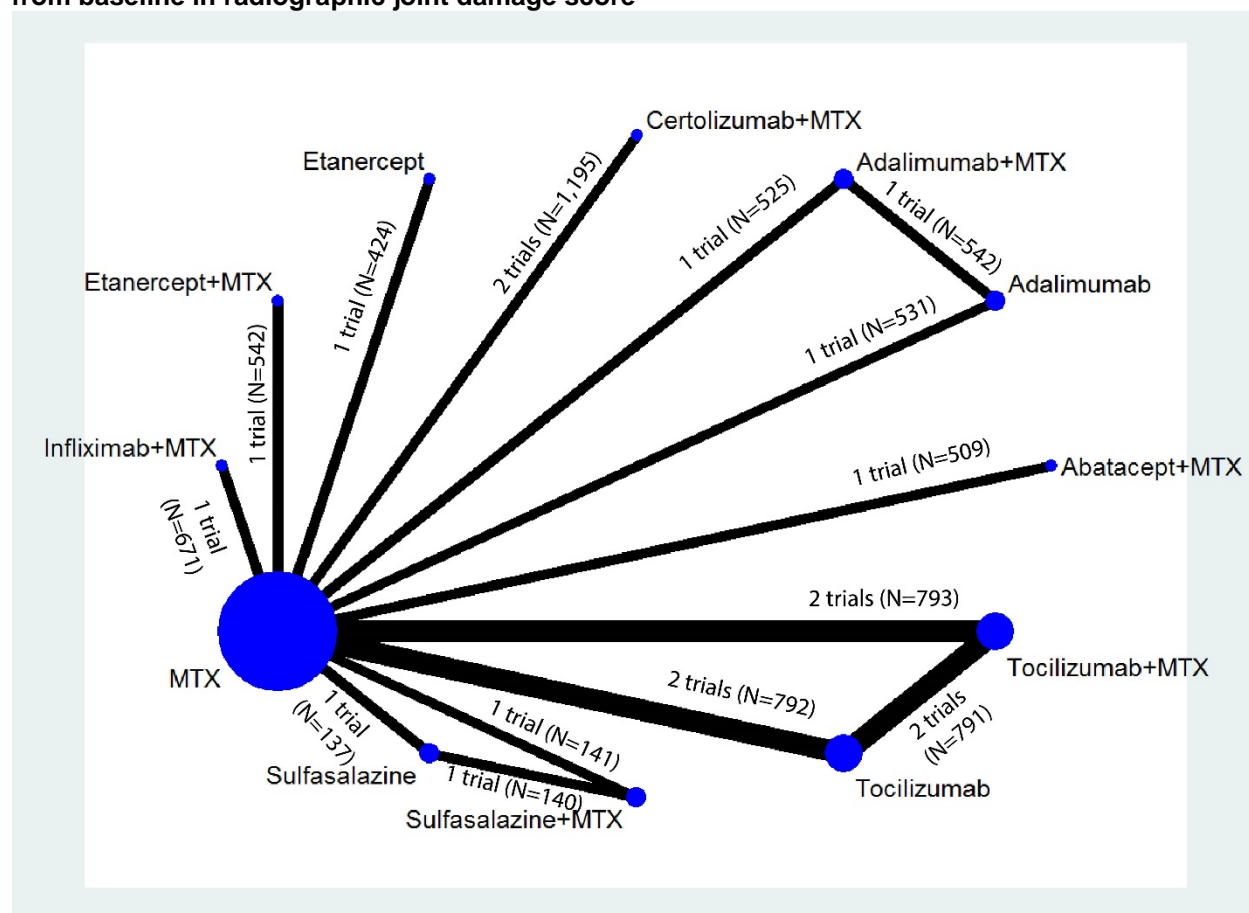 from baseline in radiographic joint damage score
Certolizumab+MTX
Etanercept
Adalimumab+MTX
2 trials (N=1,195)
1 trial (N=525)
1 trial (N=542)
1 trial (N=424)
Etanercept+MTX
Adalimumab
1 trial (N=531)
1 trial (N=542)
Infliximab+MTX
1 trial (N=509)
Abatacept+MTX
1 trial
(N=671)
2 trials (N=793)
MTX
Tocilizumab+MTX
2 trials (N=792)
2 trials
(N=791)
1 trial
(N=137)
1 trial (N=141)
Sulfasalazine
1 trial (N=140)
Tocilizumab
Sulfasalazine+MTX